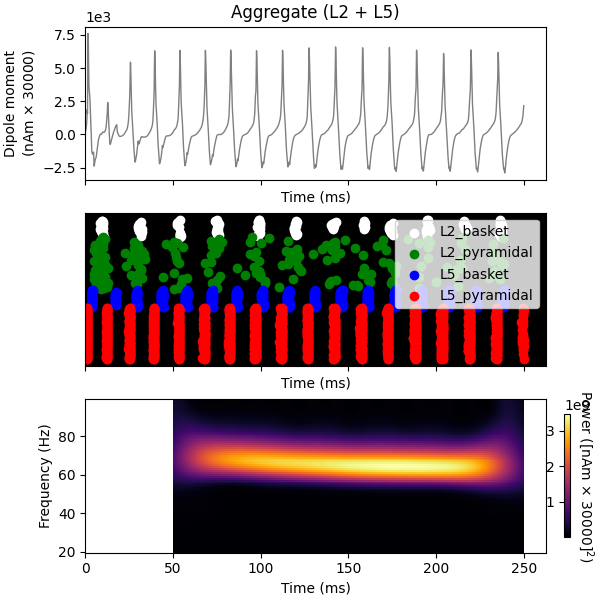 Aggregate (L2 + L5)
1e3
7.5
5.0
2.5
0.0
−2.5
Dipole moment
(nAm × 30000)
Time (ms)
L2_basket
L2_pyramidal
L5_basket
L5_pyramidal
Time (ms)
80
60
40
20
Frequency (Hz)
0
50
100
150
200
250
Time (ms)
1e9
3
2
1
Power ([nAm × 30000]²)